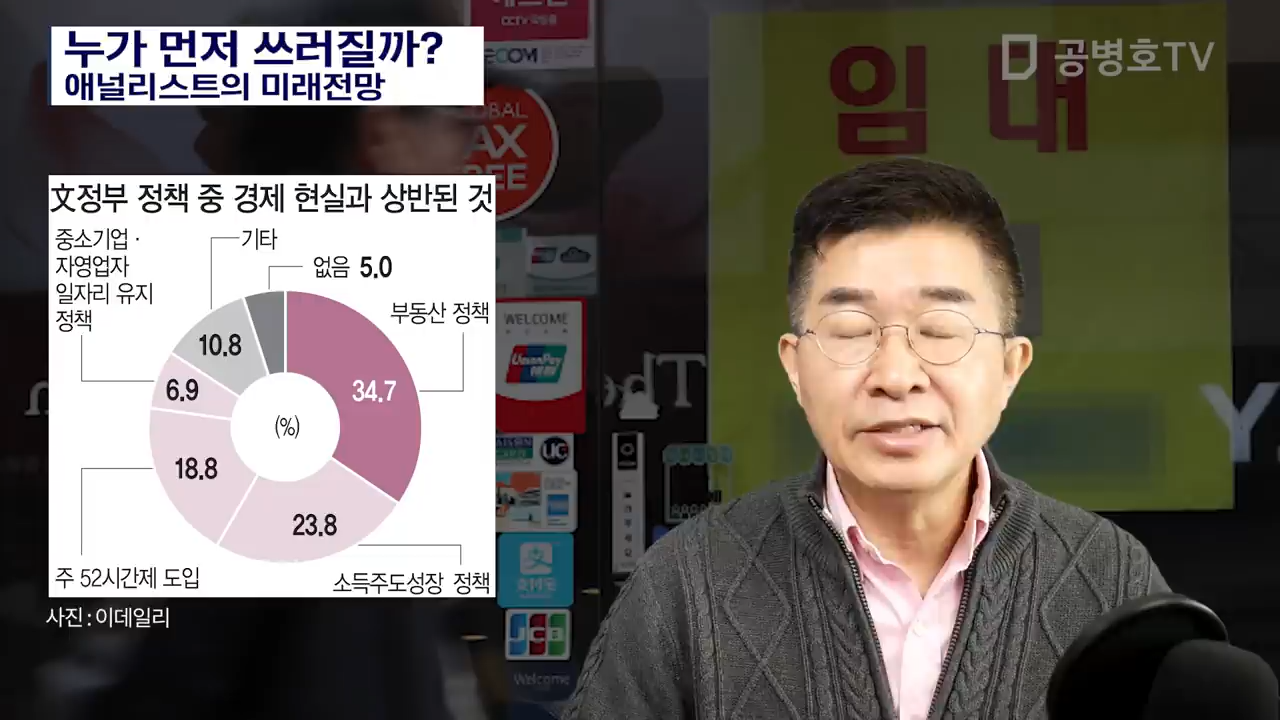 누가 먼저 쓰러질까?
애널리스트의 미래전망
공병호TV
임대
文정부 정책 중 경제 현실과 상반된 것
중소기업·
자영업자
일자리 유지
정책
기타
없음 5.0
부동산 정책
10.8
34.7
6.9
(%)
18.8
23.8
주 52시간제 도입
소득주도성장 정책
사진:이데일리
WELCOME
UnionPay
JCB
Welcome